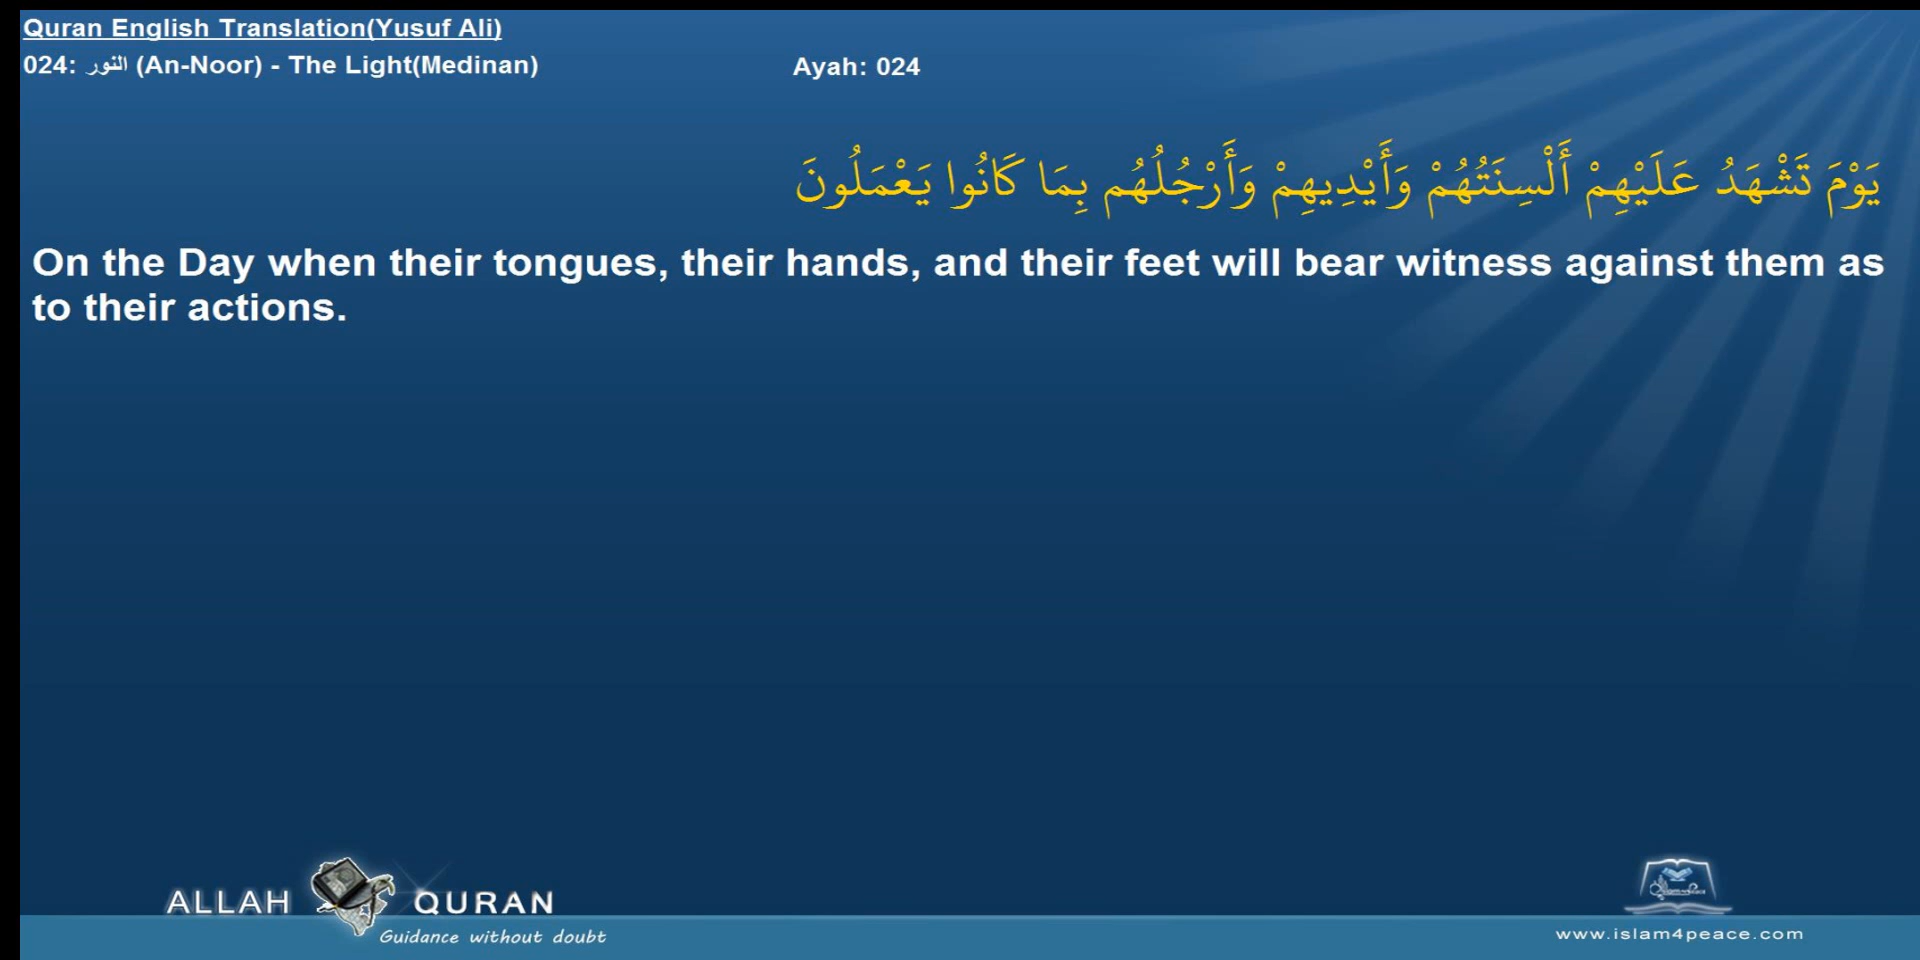 Quran English Translation(Yusuf Ali)
024: النور (An-Noor) - The Light(Medinan)
Ayah: 024
يَوْمَ تَشْهَدُ عَلَيْهِمْ أَلْسِنَتُهُمْ وَأَيْدِيهِمْ وَأَرْجُلُهُم بِمَا كَانُوا يَعْمَلُونَ
On the Day when their tongues, their hands, and their feet will bear witness against them as
to their actions.
ALLAH QURAN
Guidance without doubt
www.islam4peace.com